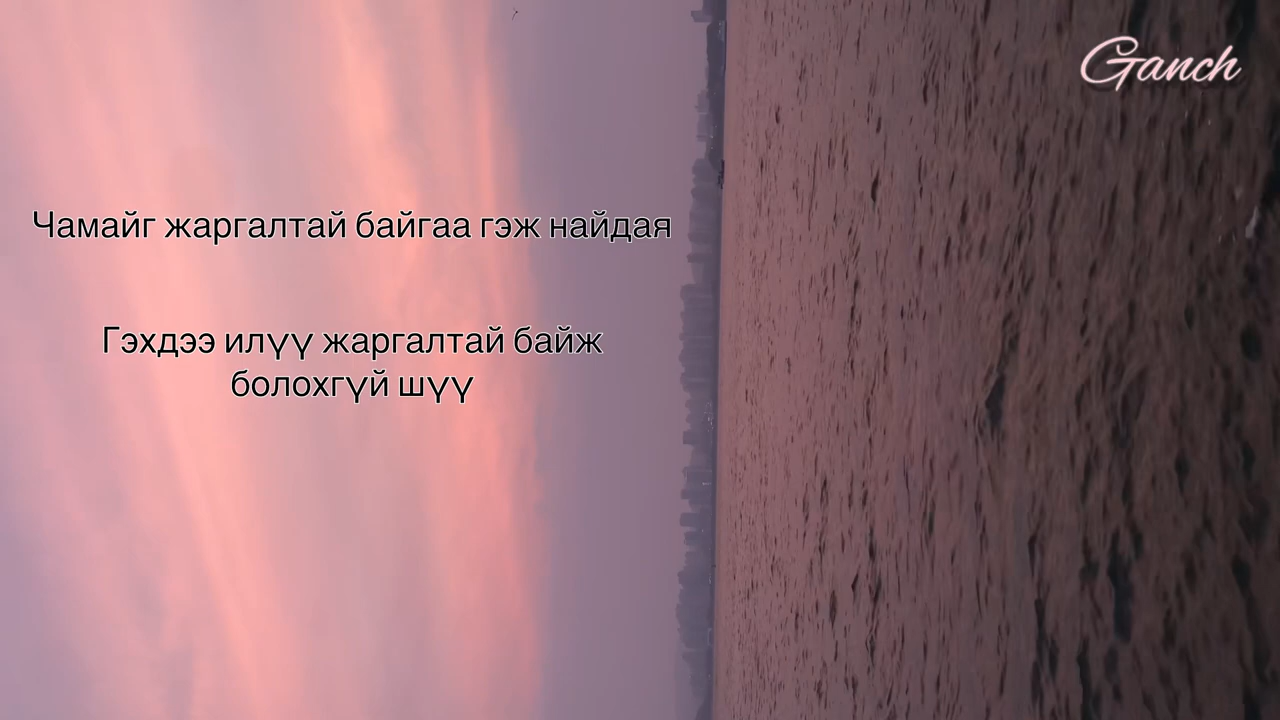 Ganch
Чамайг жаргалтай байгаа гэж найдая
Гэхдээ илүү жаргалтай байж
болохгүй шүү